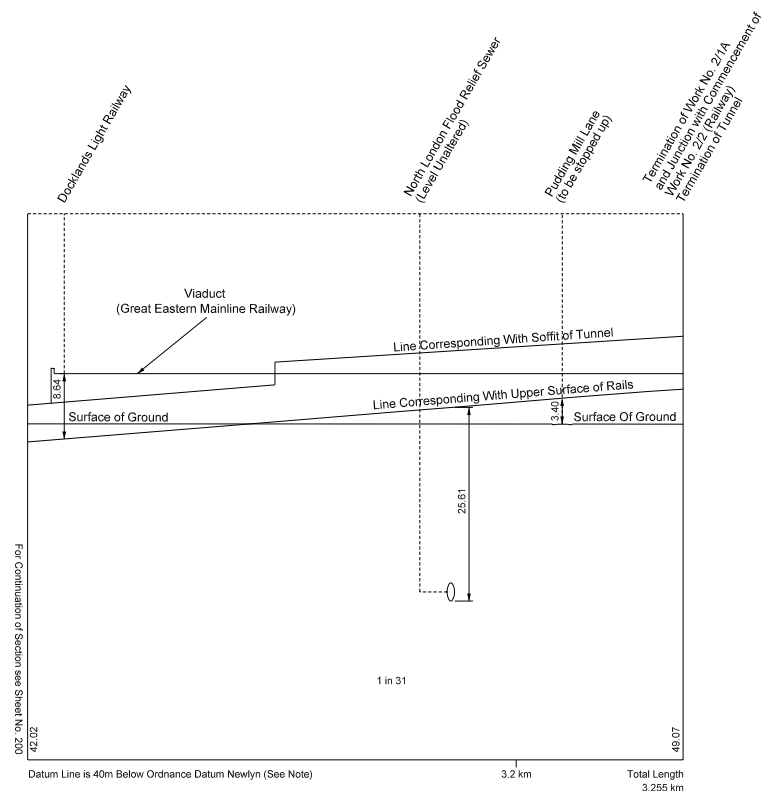 Docklands Light Railway
North London Flood Relief Sewer
(Level Unaltered)
Pudding Mill Lane
(to be stopped up)
Termination of Work No. 2/1A
and Junction with Commencement of
Work No. 2/2 (Railway)
Termination of Tunnel
Viaduct
(Great Eastern Mainline Railway)
Line Corresponding With Soffit of Tunnel
8.64
Line Corresponding With Upper Surface of Rails
Surface of Ground
3.40
Surface Of Ground
25.61
For Continuation of Section see Sheet No. 200
1 in 31
42.02
49.07
Datum Line is 40m Below Ordnance Datum Newlyn (See Note)
3.2 km
Total Length
3.255 km